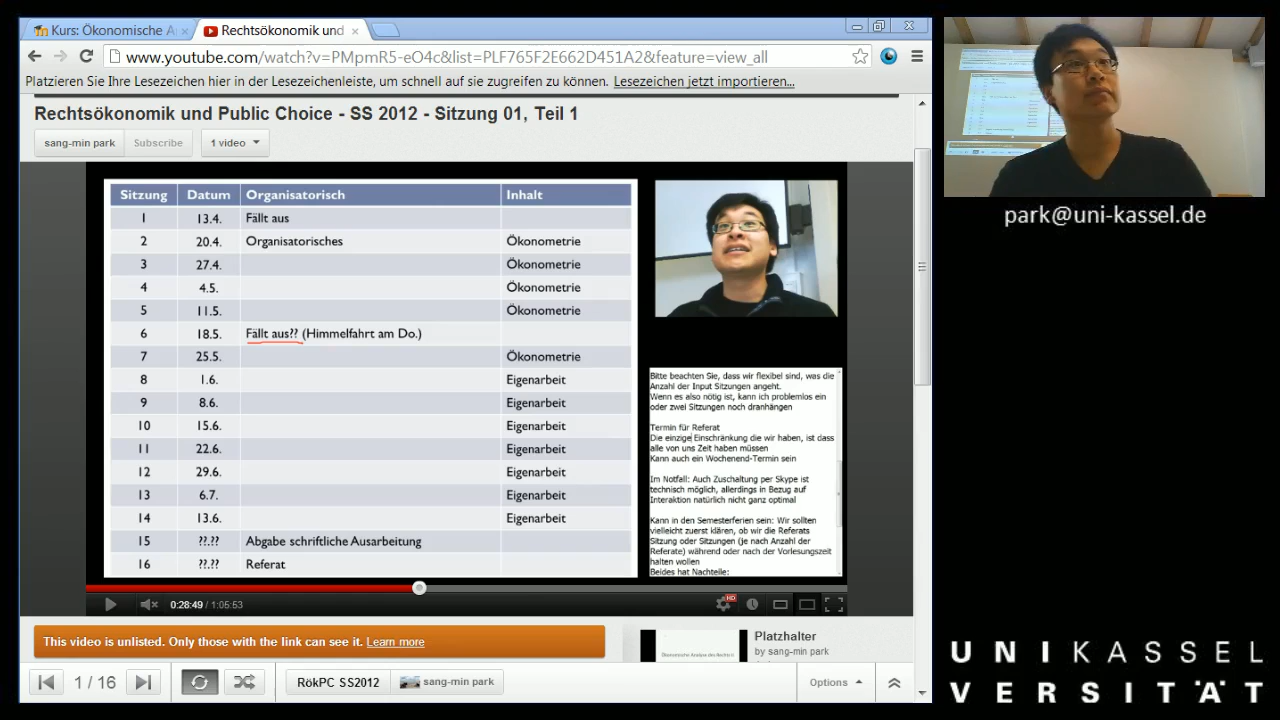 Kurs: Ökonomische A
Rechtsökonomik und
www.youtube.com/watch?v=PMpmR5-eO4c&list=PLF765F2E662D451A2&feature=view_all
Platzieren Sie Ihre Lesezeichen hier in der Lesezeichenleiste, um schnell auf sie zugreifen zu können. Lesezeichen jetzt importieren...
Rechtsökonomik und Public Choice - SS 2012 - Sitzung 01, Teil 1
sang-min park Subscribe 1 video
Sitzung Datum Organisatorisch Inhalt
1 13.4. Fällt aus
2 20.4. Organisatorisches Ökonometrie
3 27.4. Ökonometrie
4 4.5. Ökonometrie
5 11.5. Ökonometrie
6 18.5. Fällt aus?? (Himmelfahrt am Do.)
7 25.5. Ökonometrie
8 1.6. Eigenarbeit
9 8.6. Eigenarbeit
10 15.6. Eigenarbeit
11 22.6. Eigenarbeit
12 29.6. Eigenarbeit
13 6.7. Eigenarbeit
14 13.6. Eigenarbeit
15 ??.?? Abgabe schriftliche Ausarbeitung
16 ??.?? Referat
Bitte beachten Sie, dass wir flexibel sind, was die
Anzahl der Input Sitzungen angeht.
Wenn es also nötig ist, kann ich problemlos ein
oder zwei Sitzungen noch dranhängen
Termin für Referat
Die einzige Einschränkung die wir haben, ist dass
alle von uns Zeit haben müssen
Kann auch ein Wochenend-Termin sein
Im Notfall: Auch Zuschaltung per Skype ist
technisch möglich, allerdings in Bezug auf
Interaktion natürlich nicht ganz optimal
Kann in den Semesterferien sein: Wir sollten
vielleicht zuerst klären, ob wir die Referats
Sitzung oder Sitzungen (je nach Anzahl der
Referate) während oder nach der Vorlesungszeit
halten wollen
Beides hat Nachteile:
0:28:49 / 1:05:53
HD
This video is unlisted. Only those with the link can see it. Learn more
Platzhalter
by sang-min park
1 / 16 RökPC SS2012 sang-min park Options
park@uni-kassel.de
UNIKASSEL
VERSITÄT